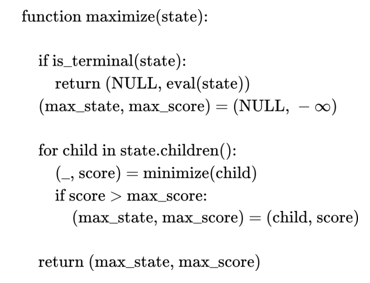 function maximize(state):
if is_terminal(state):
return (NULL, eval(state))
(max_state, max_score) = (NULL, − ∞)
for child in state.children():
(_, score) = minimize(child)
if score > max_score:
(max_state, max_score) = (child, score)
return (max_state, max_score)